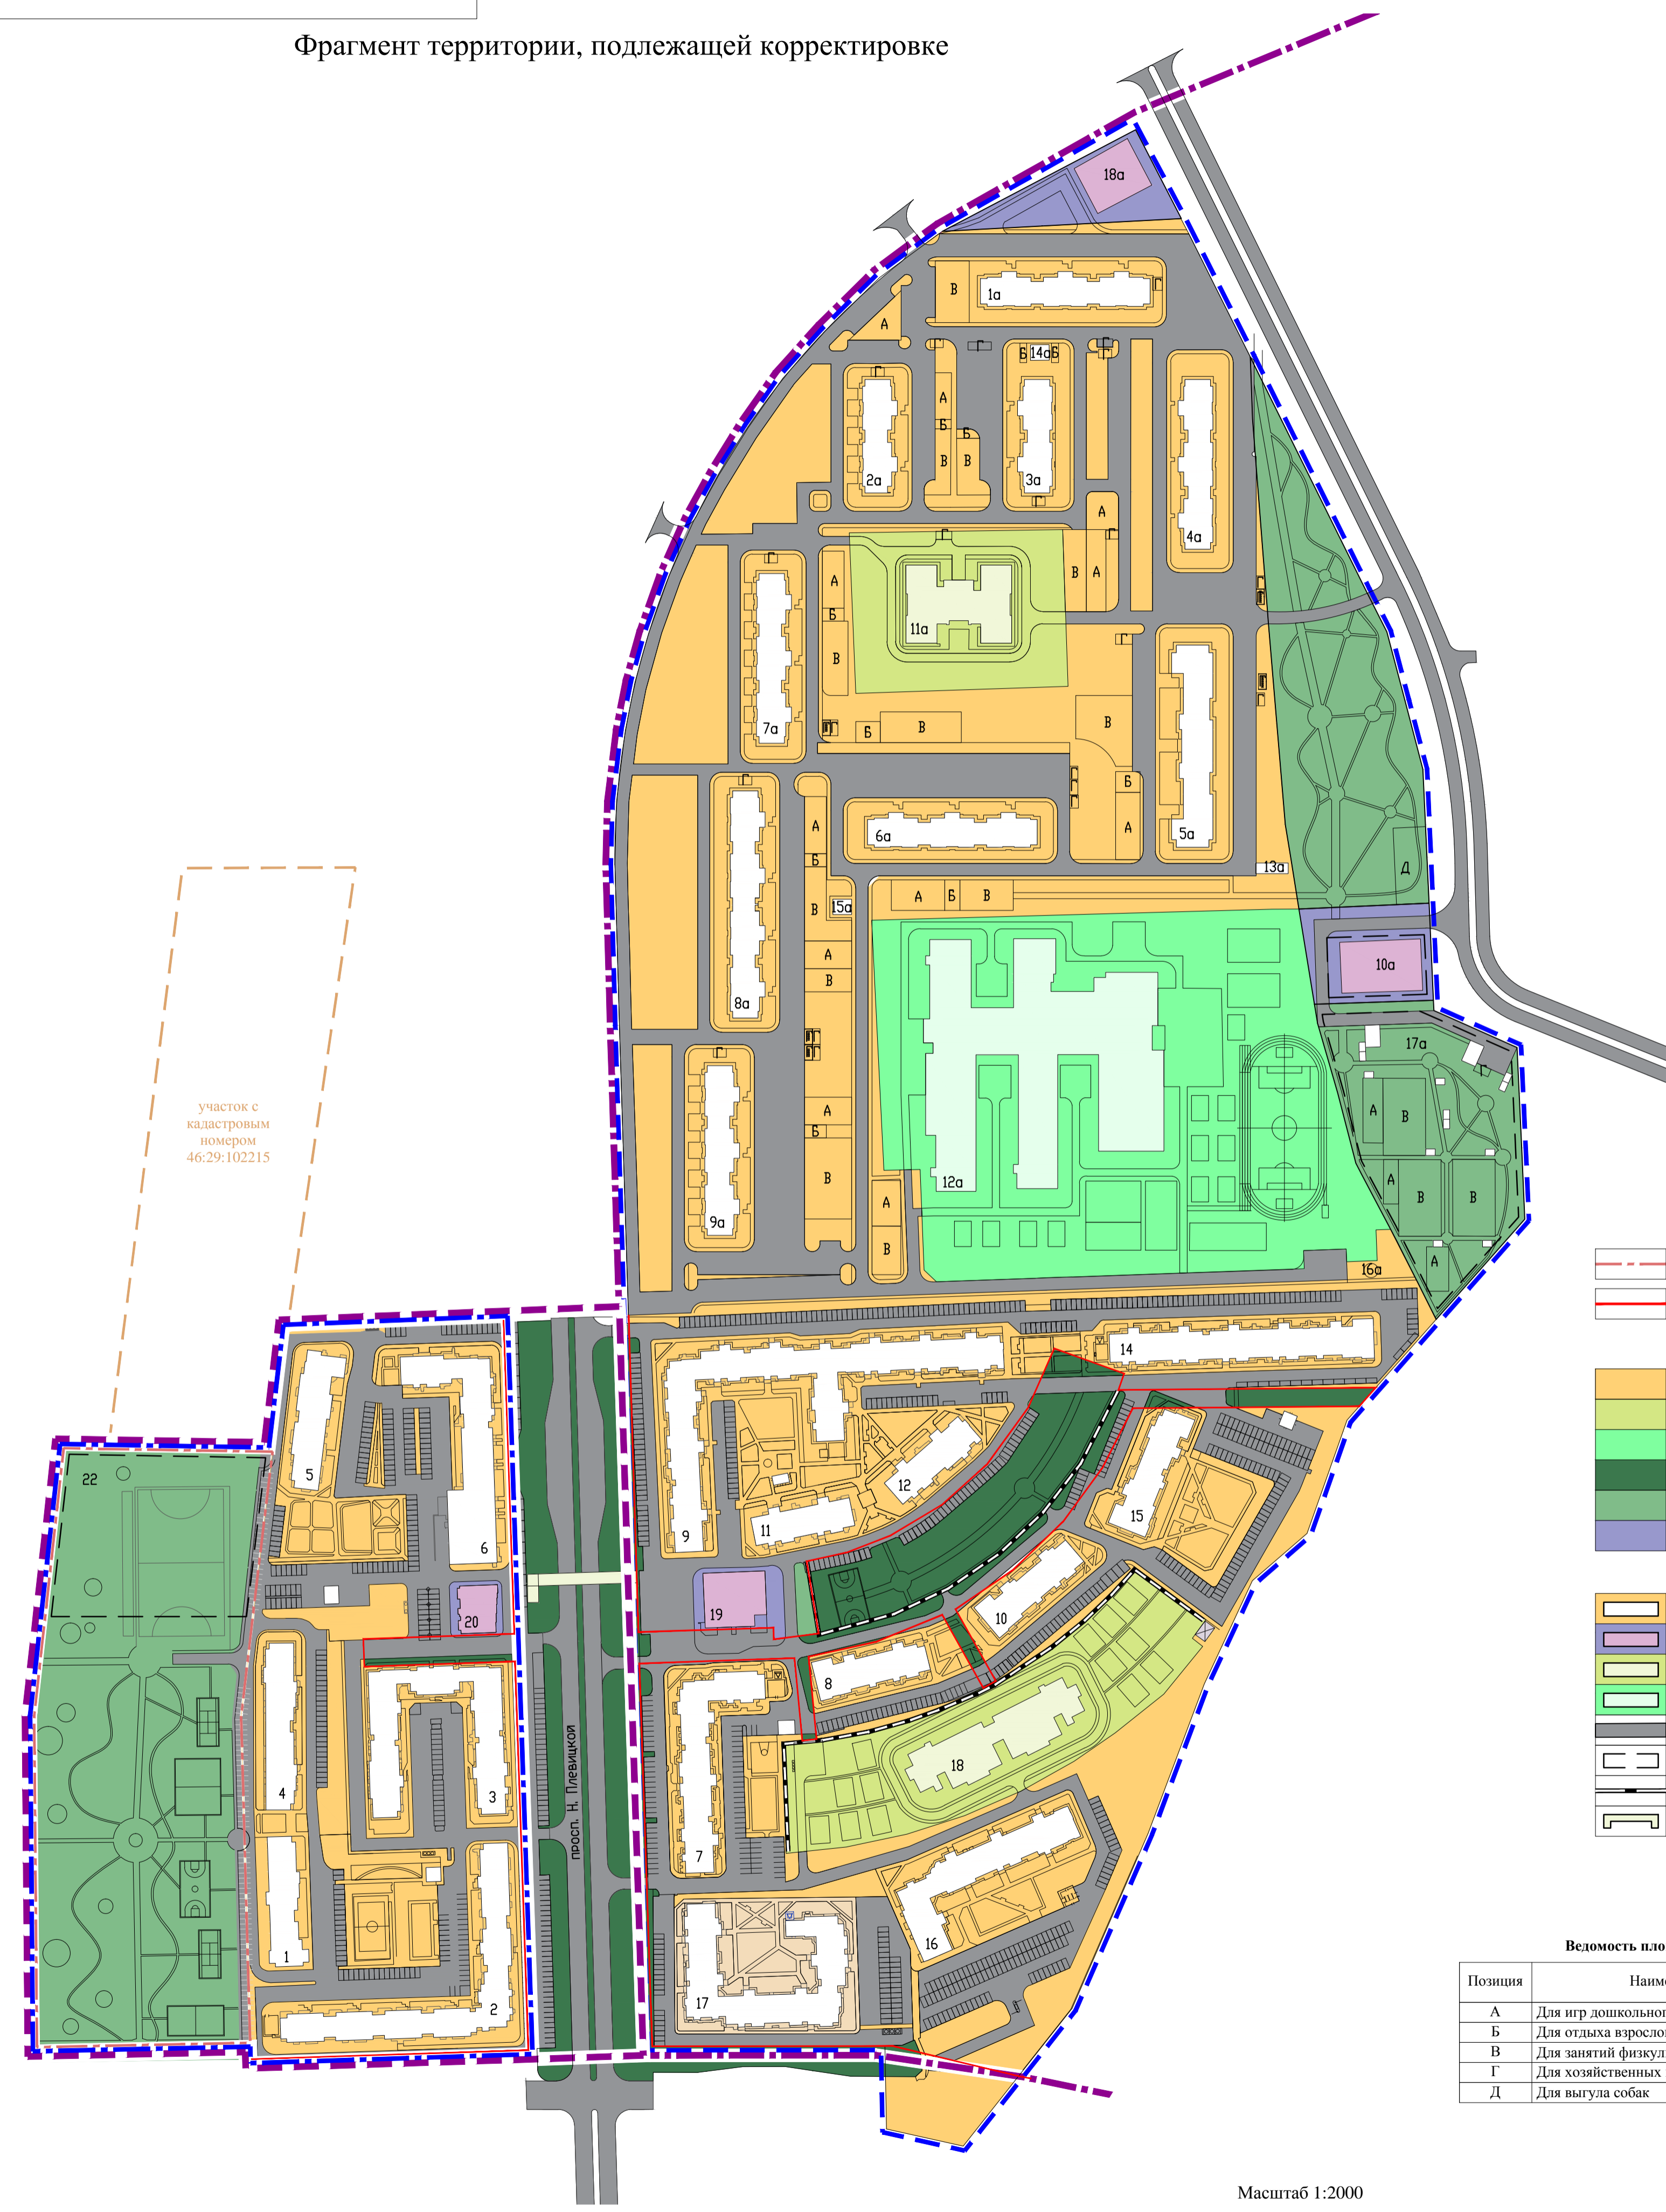 Фрагмент территории, подлежащей корректировке
18а
В
1а
Г
А
Г
Г
Г
Б
14а
Б
Г
Г
А
Б
Б
В
В
2а
3а
Г
4а
А
Г
Г
Г
А
Б
В
11а
В
А
Г
Г
Г
Г
Г
7а
Г
Б
В
В
Г
А
Б
В
15а
6а
Г
Г
Г
Б
А
5а
13а
Д
А
Б
В
А
В
8а
10а
17а
Г
участок с
кадастровым
номером
46:29:102215
Г
Г
Г
А
Б
В
9а
А
В
12а
А
В
А
В
В
А
16а
14
5
6
9
11
12
15
22
20
19
10
8
4
3
7
18
просп. Н. Плевицкой
1
2
17
16
Ведомость пло
Позиция
Наим
А
Для игр дошкольног
Б
Для отдыха взросло
В
Для занятий физкул
Г
Для хозяйственных
Д
Для выгула собак
Масштаб 1:2000